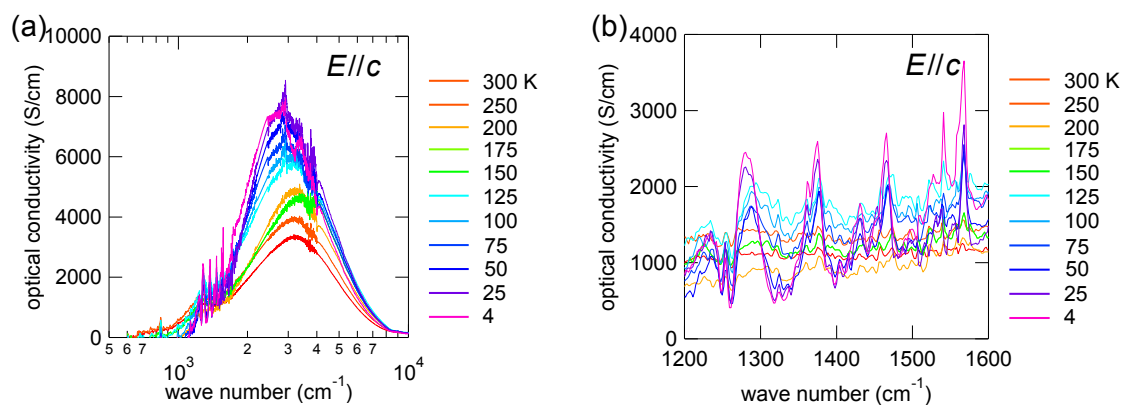 (a)
E//c
optical conductivity (S/cm)
10000
8000
6000
4000
2000
0
5 6 7 2 3 4 5 6 7
10³ 10⁴
wave number (cm⁻¹)
300 K
250
200
175
150
125
100
75
50
25
4
(b)
E//c
optical conductivity (S/cm)
4000
3000
2000
1000
0
1200 1300 1400 1500 1600
wave number (cm⁻¹)
300 K
250
200
175
150
125
100
75
50
25
4